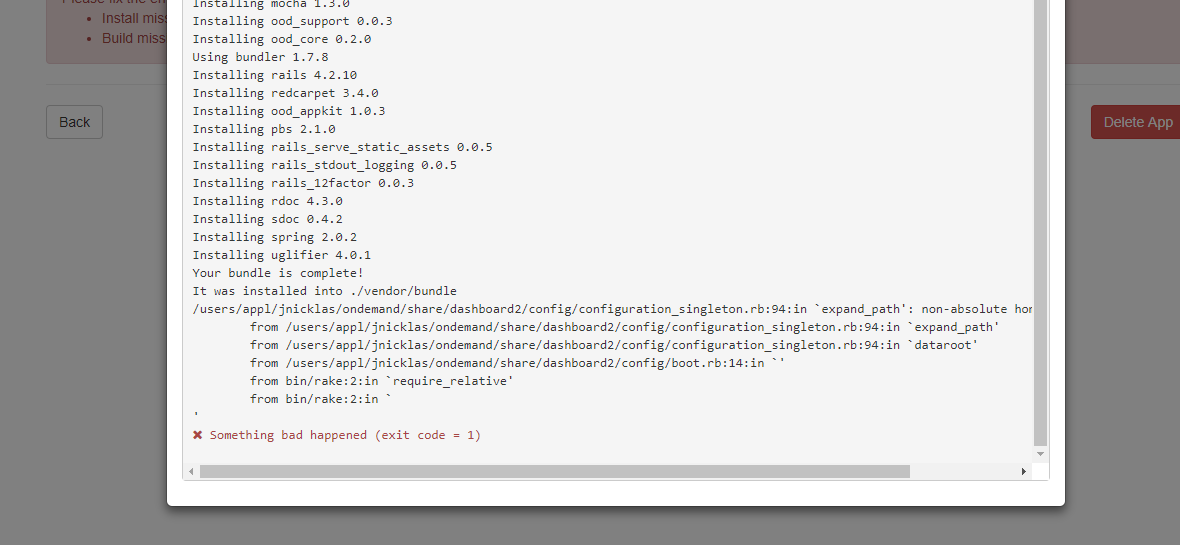 Please fix the
Install
Build
Back
Delete App
Installing mocha 1.3.0
Installing ood_support 0.0.3
Installing ood_core 0.2.0
Using bundler 1.7.8
Installing rails 4.2.10
Installing redcarpet 3.4.0
Installing ood_appkit 1.0.3
Installing pbs 2.1.0
Installing rails_serve_static_assets 0.0.5
Installing rails_stdout_logging 0.0.5
Installing rails_12factor 0.0.3
Installing rdoc 4.3.0
Installing sdoc 0.4.2
Installing spring 2.0.2
Installing uglifier 4.0.1
Your bundle is complete!
It was installed into ./vendor/bundle
/users/appl/jnicklas/ondemand/share/dashboard2/config/configuration_singleton.rb:94:in `expand_path': non-absolute
from /users/appl/jnicklas/ondemand/share/dashboard2/config/configuration_singleton.rb:94:in `expand_path'
from /users/appl/jnicklas/ondemand/share/dashboard2/config/configuration_singleton.rb:94:in `dataroot'
from /users/appl/jnicklas/ondemand/share/dashboard2/config/boot.rb:14:in `'
from bin/rake:2:in `require_relative'
from bin/rake:2:in `
'
✖ Something bad happened (exit code = 1)